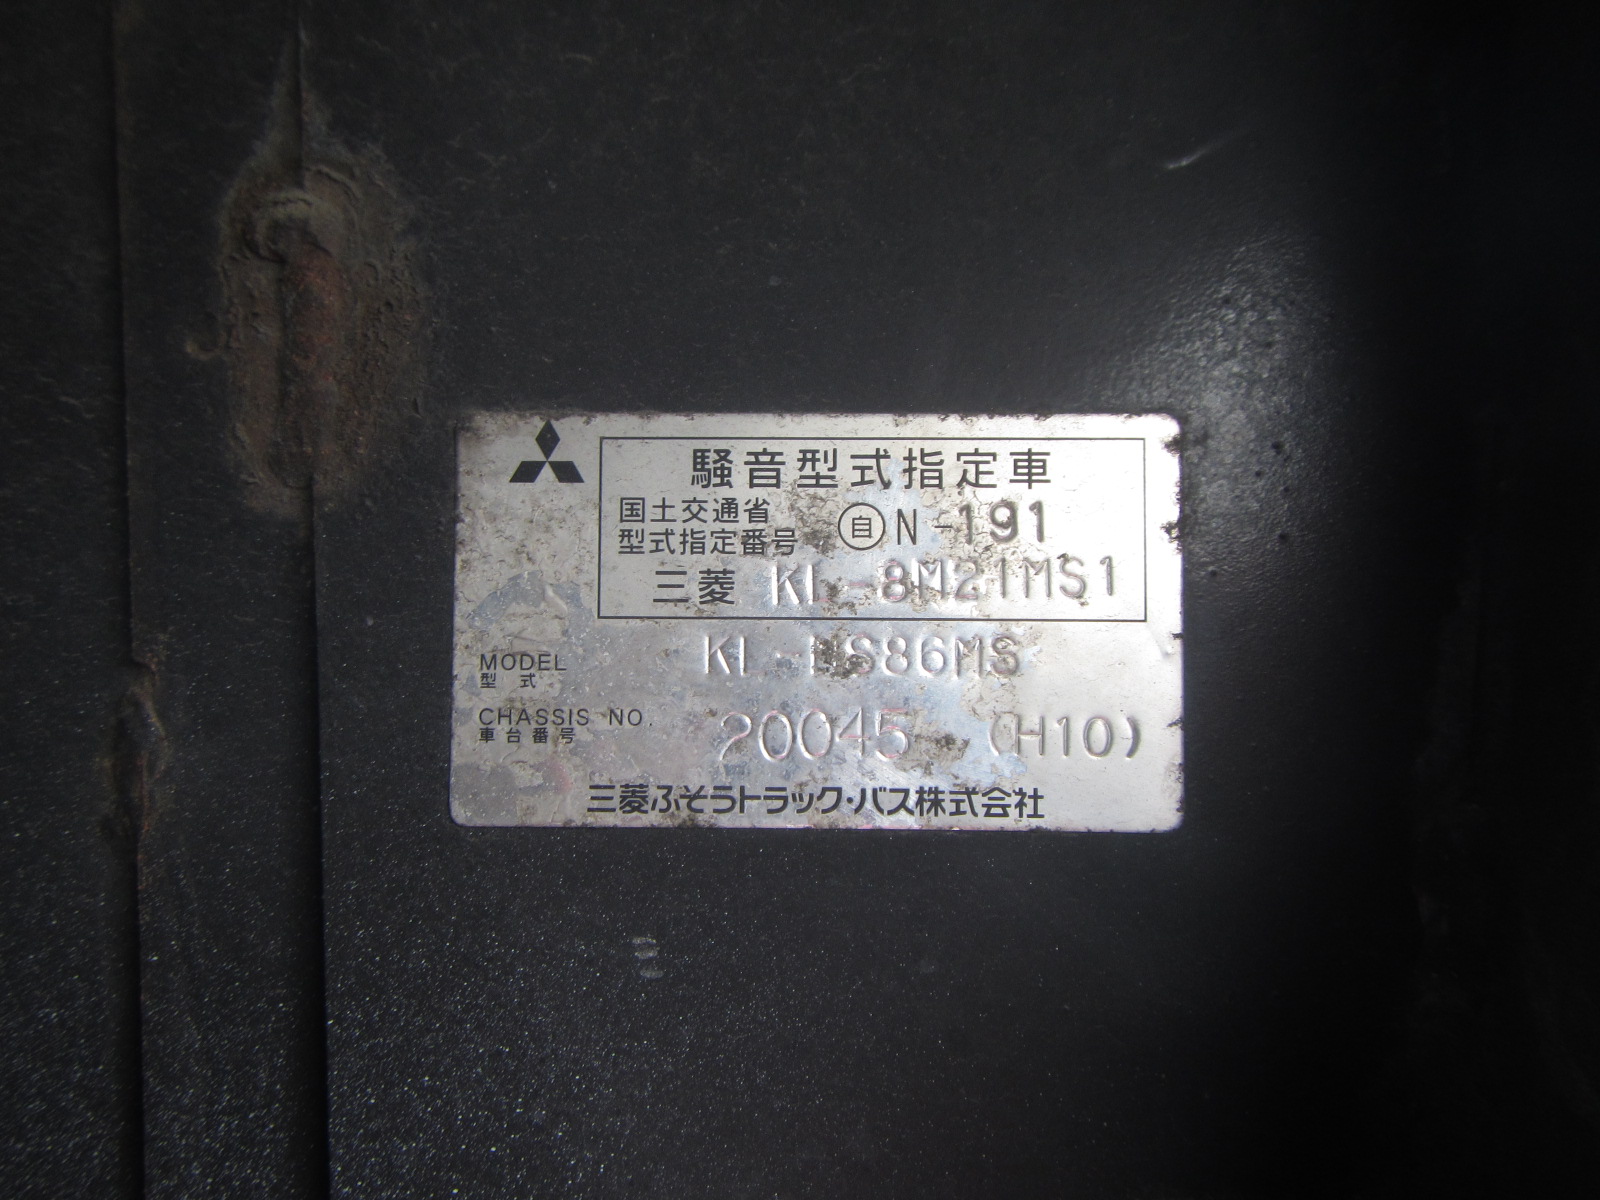 騒音型式指定車
国土交通省
型式指定番号 自 N-191
三菱 KL-8M21MS1
MODEL KL-MS86MS
型式
CHASSIS NO. 20045 (H10)
車台番号
三菱ふそうトラック・バス株式会社